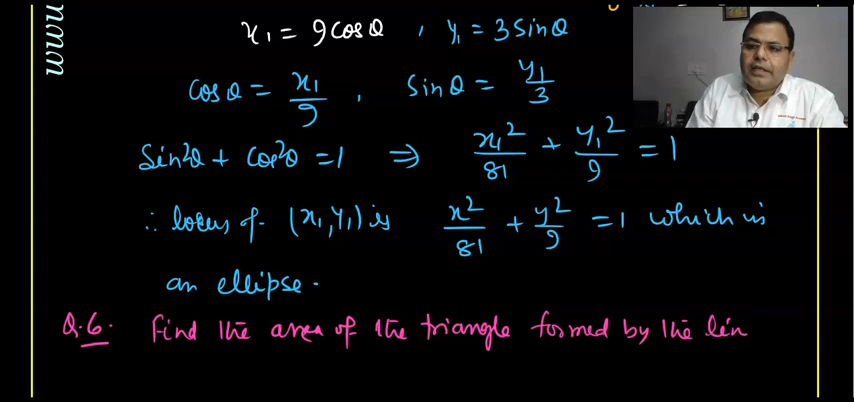 x₁ = 9cosθ , y₁ = 3sinθ
cosθ = x₁/9 , sinθ = y₁/3
sin²θ + cos²θ = 1 ⇒ x₁²/81 + y₁²/9 = 1
∴ locus of (x₁, y₁) is x²/81 + y²/9 = 1 which is
an ellipse.
Q.6. Find the area of the triangle formed by the lin
www